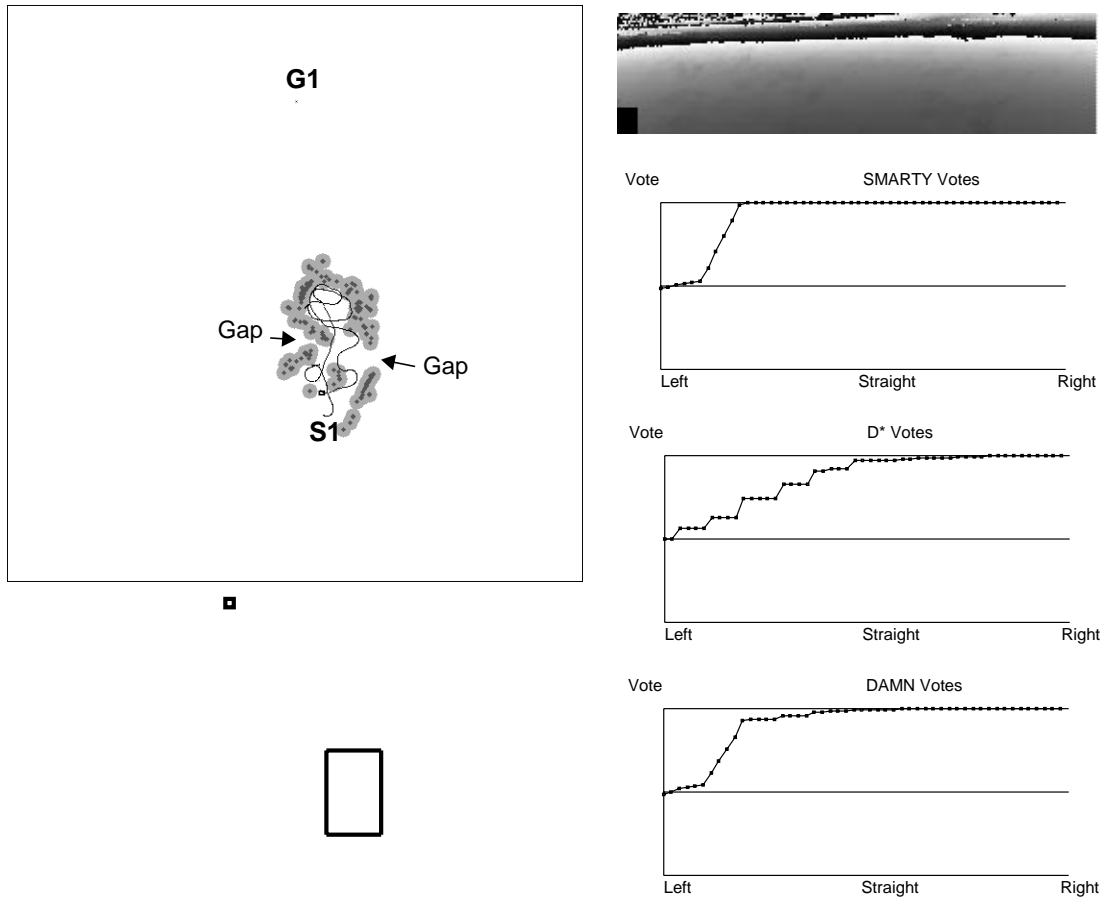 G1
Gap
Gap
S1
Vote SMARTY Votes
Left Straight Right
Vote D* Votes
Left Straight Right
Vote DAMN Votes
Left Straight Right